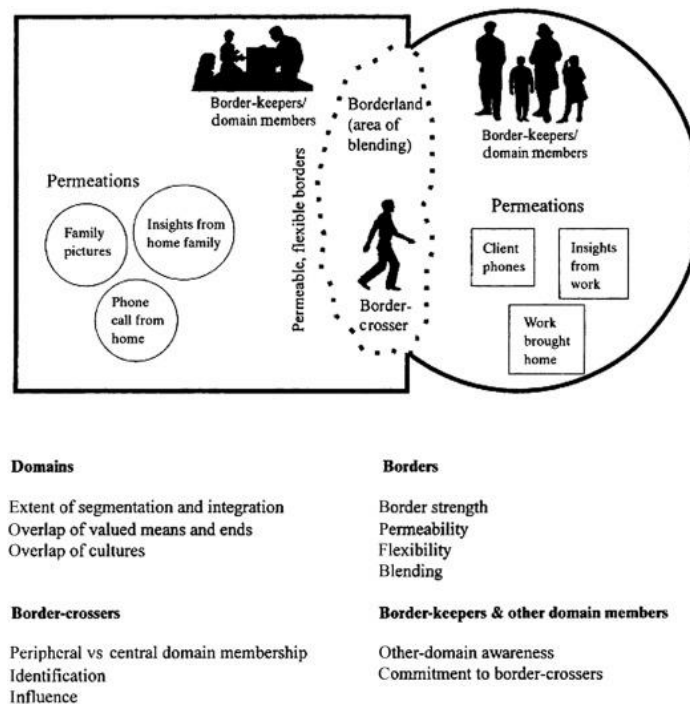 Border-keepers/
domain members
Borderland
(area of
blending)
Border-keepers/
domain members
Permeations
Family
pictures
Insights from
home family
Phone
call from
home
Permeable, flexible borders
Border-
crosser
Permeations
Client
phones
Insights
from
work
Work
brought
home
Domains
Extent of segmentation and integration
Overlap of valued means and ends
Overlap of cultures
Borders
Border strength
Permeability
Flexibility
Blending
Border-crossers
Peripheral vs central domain membership
Identification
Influence
Border-keepers & other domain members
Other-domain awareness
Commitment to border-crossers